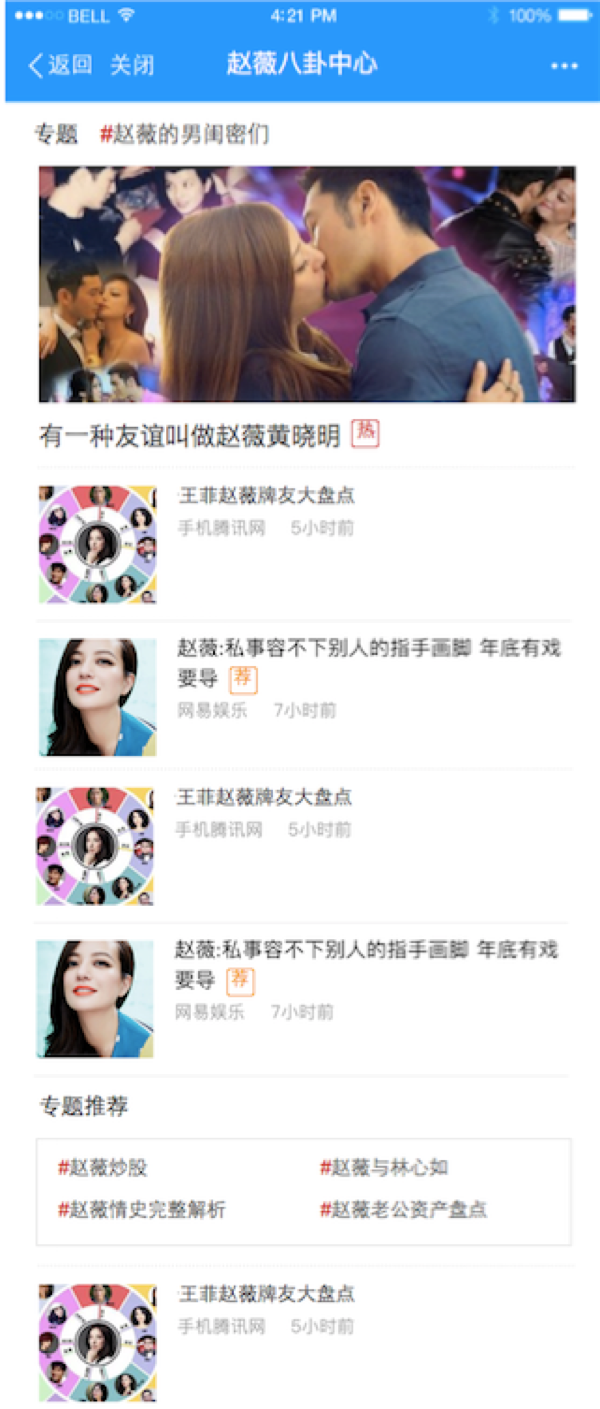 BELL 4:21 PM 100%
返回 关闭 赵薇八卦中心
专题 #赵薇的男闺密们
有一种友谊叫做赵薇黄晓明 热
王菲赵薇牌友大盘点
手机腾讯网 5小时前
赵薇:私事容不下别人的指手画脚 年底有戏
要导 荐
网易娱乐 7小时前
王菲赵薇牌友大盘点
手机腾讯网 5小时前
赵薇:私事容不下别人的指手画脚 年底有戏
要导 荐
网易娱乐 7小时前
专题推荐
#赵薇炒股 #赵薇与林心如
#赵薇情史完整解析 #赵薇老公资产盘点
王菲赵薇牌友大盘点
手机腾讯网 5小时前